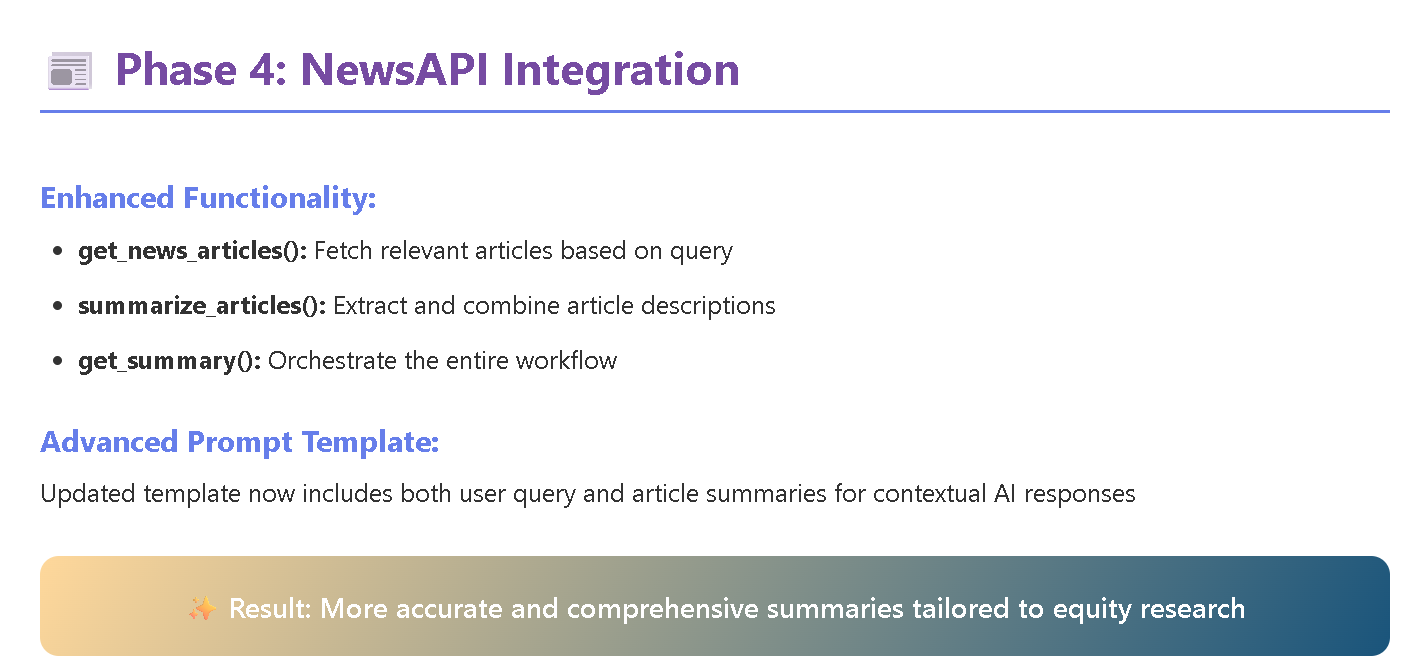 Phase 4: NewsAPI Integration
Enhanced Functionality:
• get_news_articles(): Fetch relevant articles based on query
• summarize_articles(): Extract and combine article descriptions
• get_summary(): Orchestrate the entire workflow
Advanced Prompt Template:
Updated template now includes both user query and article summaries for contextual AI responses
✨ Result: More accurate and comprehensive summaries tailored to equity research